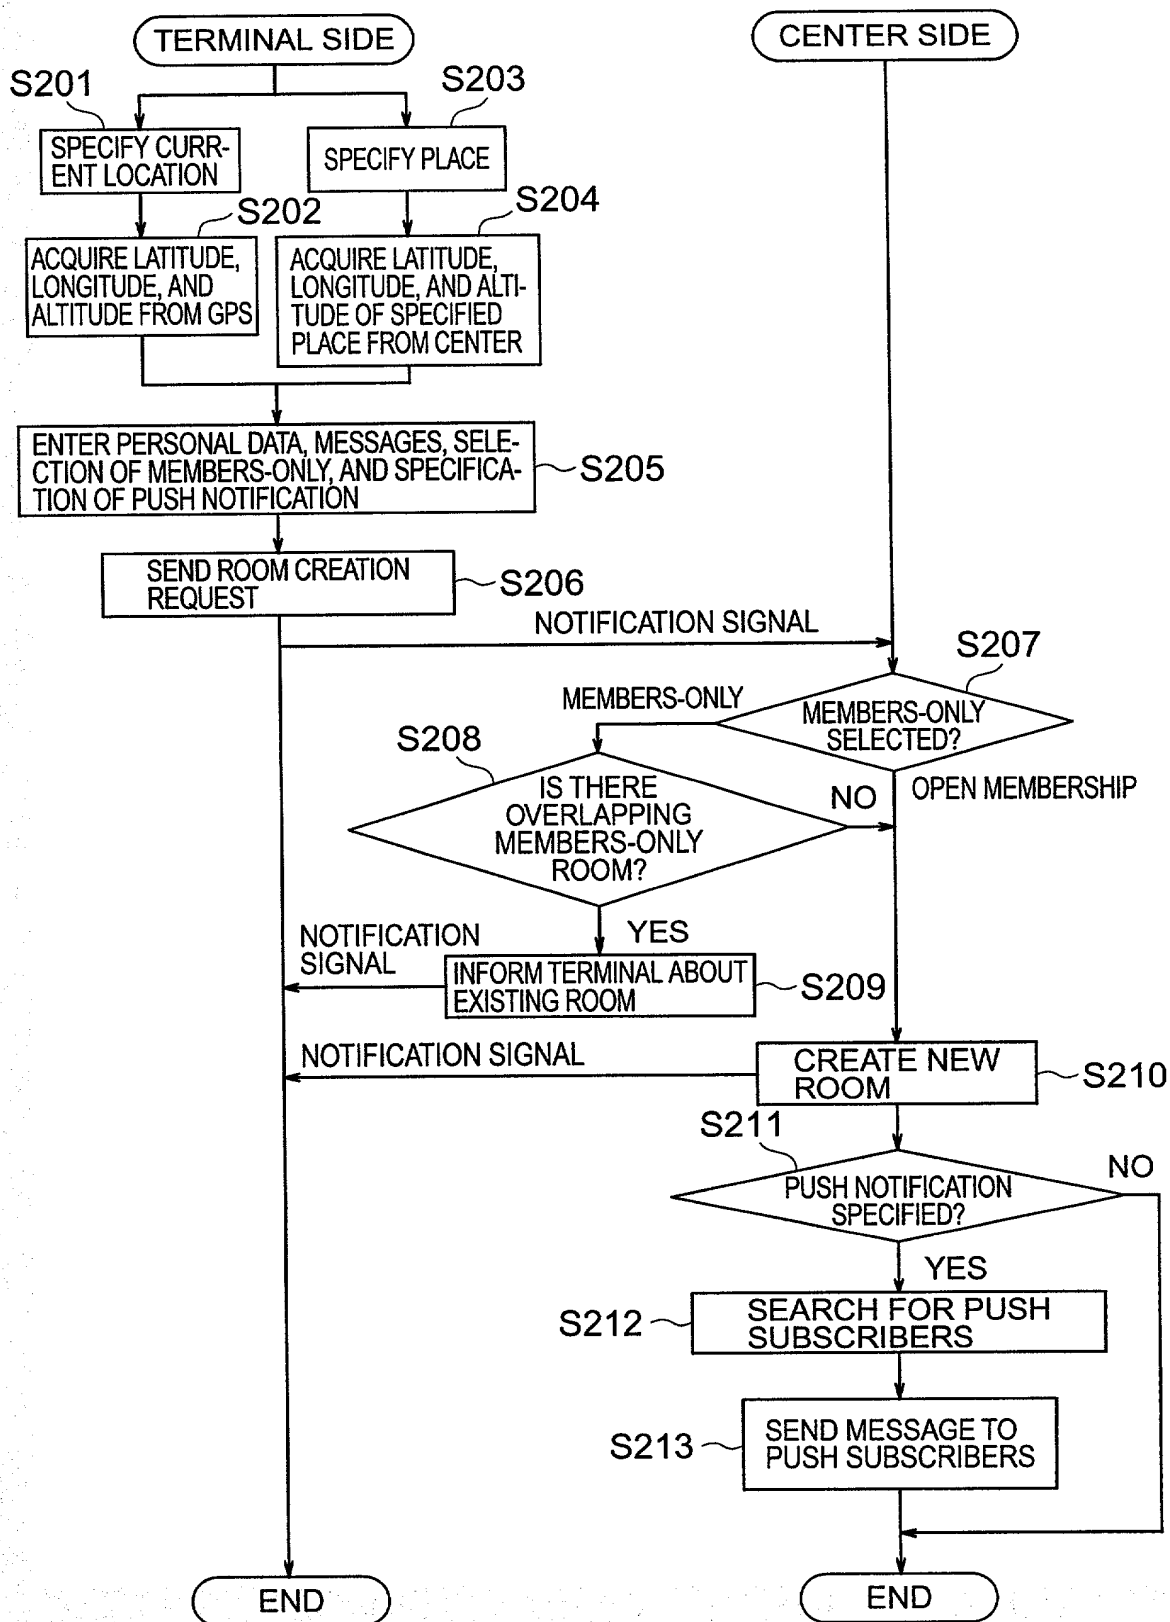 TERMINAL SIDE
CENTER SIDE
S201
S203
SPECIFY CURR-
ENT LOCATION
SPECIFY PLACE
S202
S204
ACQUIRE LATITUDE,
LONGITUDE, AND
ALTITUDE FROM GPS
ACQUIRE LATITUDE,
LONGITUDE, AND ALTI-
TUDE OF SPECIFIED
PLACE FROM CENTER
ENTER PERSONAL DATA, MESSAGES, SELE-
CTION OF MEMBERS-ONLY, AND SPECIFICA-
TION OF PUSH NOTIFICATION
S205
SEND ROOM CREATION
REQUEST
S206
NOTIFICATION SIGNAL
S207
MEMBERS-ONLY
MEMBERS-ONLY
SELECTED?
S208
OPEN MEMBERSHIP
IS THERE
OVERLAPPING
MEMBERS-ONLY
ROOM?
NO
YES
NOTIFICATION
SIGNAL
INFORM TERMINAL ABOUT
EXISTING ROOM
S209
NOTIFICATION SIGNAL
CREATE NEW
ROOM
S210
S211
PUSH NOTIFICATION
SPECIFIED?
NO
YES
S212
SEARCH FOR PUSH
SUBSCRIBERS
S213
SEND MESSAGE TO
PUSH SUBSCRIBERS
END
END